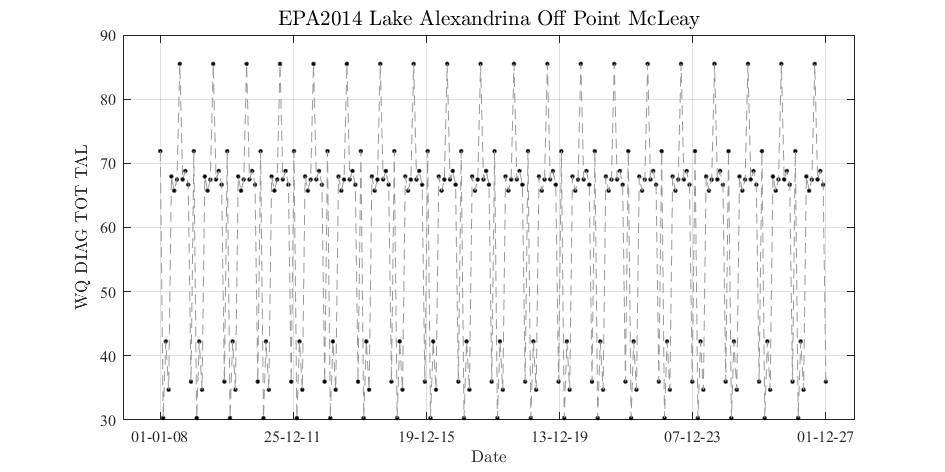 EPA2014 Lake Alexandrina Off Point McLeay
90
80
70
60
50
40
30
WQ DIAG TOT TAL
01-01-08 25-12-11 19-12-15 13-12-19 07-12-23 01-12-27
Date